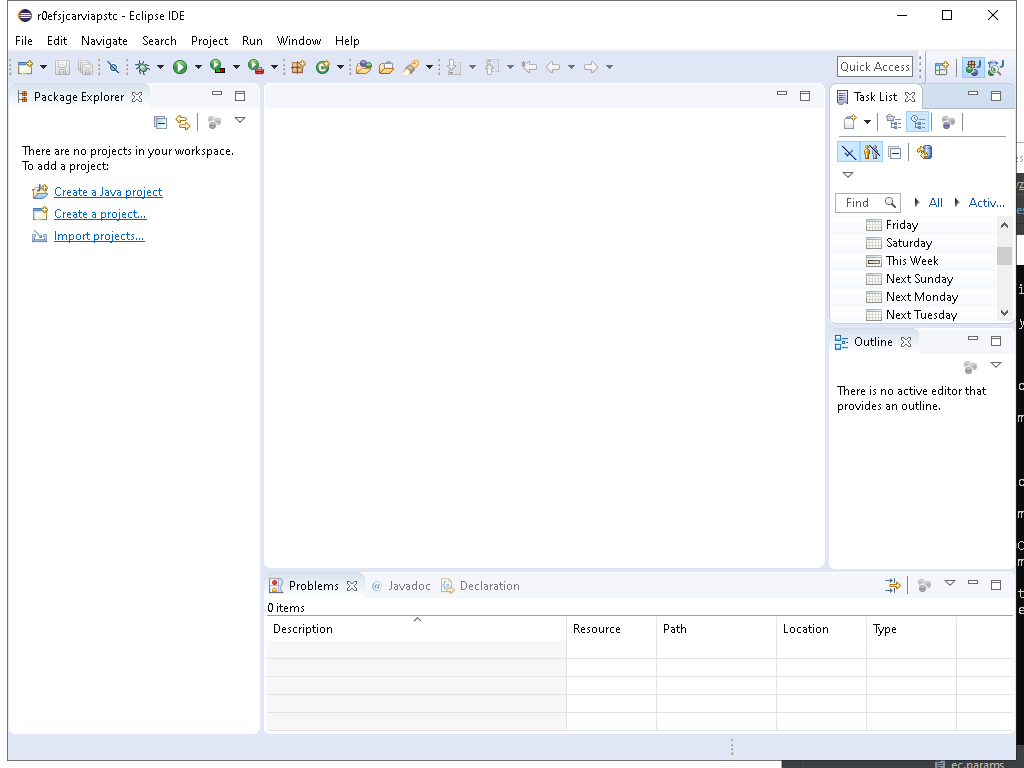 r0efsjcarviapstc - Eclipse IDE
File Edit Navigate Search Project Run Window Help
Quick Access
Package Explorer
There are no projects in your workspace.
To add a project:
Create a Java project
Create a project...
Import projects...
Task List
Find All Activ...
Friday
Saturday
This Week
Next Sunday
Next Monday
Next Tuesday
Outline
There is no active editor that
provides an outline.
Problems @ Javadoc Declaration
0 items
Description Resource Path Location Type
ec.params